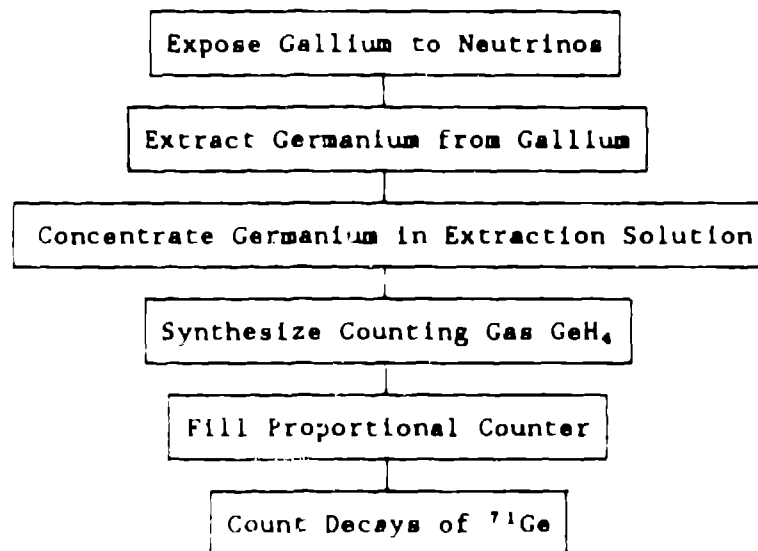 Expose Gallium to Neutrinos
Extract Germanium from Gallium
Concentrate Germanium in Extraction Solution
Synthesize Counting Gas GeH₄
Fill Proportional Counter
Count Decays of ⁷¹Ge